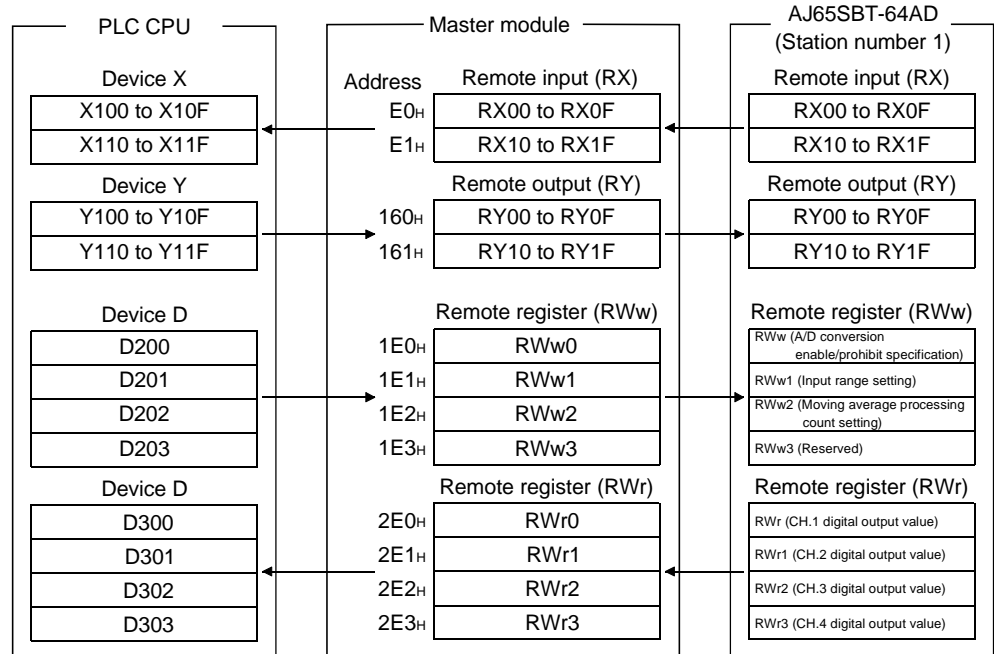 PLC CPU
Master module
AJ65SBT-64AD
(Station number 1)
Device X
Address
Remote input (RX)
Remote input (RX)
X100 to X10F
E0H
RX00 to RX0F
RX00 to RX0F
X110 to X11F
E1H
RX10 to RX1F
RX10 to RX1F
Device Y
Remote output (RY)
Remote output (RY)
Y100 to Y10F
160H
RY00 to RY0F
RY00 to RY0F
Y110 to Y11F
161H
RY10 to RY1F
RY10 to RY1F
Device D
Remote register (RWw)
Remote register (RWw)
D200
1E0H
RWw0
RWw (A/D conversion
enable/prohibit specification)
D201
1E1H
RWw1
RWw1 (Input range setting)
D202
1E2H
RWw2
RWw2 (Moving average processing
count setting)
D203
1E3H
RWw3
RWw3 (Reserved)
Device D
Remote register (RWr)
Remote register (RWr)
D300
2E0H
RWr0
RWr (CH.1 digital output value)
D301
2E1H
RWr1
RWr1 (CH.2 digital output value)
D302
2E2H
RWr2
RWr2 (CH.3 digital output value)
D303
2E3H
RWr3
RWr3 (CH.4 digital output value)